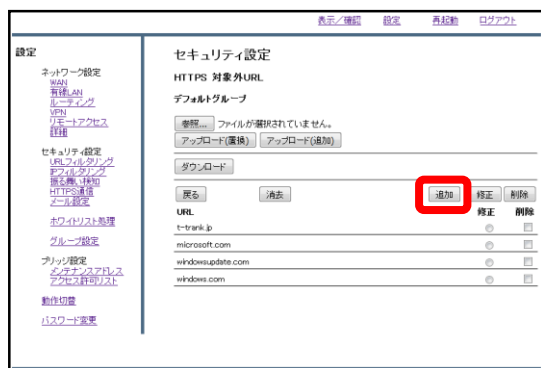 表示/確認 設定 再起動 ログアウト
設定
ネットワーク設定
WAN
有線LAN
ルーティング
VPN
リモートアクセス
詳細
セキュリティ設定
URLフィルタリング
IPフィルタリング
振る舞い検知
HTTPS通信
メール設定
ホワイトリスト処理
グループ設定
ブリッジ設定
メンテナンスアドレス
アクセス許可リスト
動作切替
パスワード変更
セキュリティ設定
HTTPS 対象外URL
デフォルトグループ
参照... ファイルが選択されていません。
アップロード(置換) アップロード(追加)
ダウンロード
戻る 消去 追加 修正 削除
URL 修正 削除
t-trank.jp
microsoft.com
windowsupdate.com
windows.com